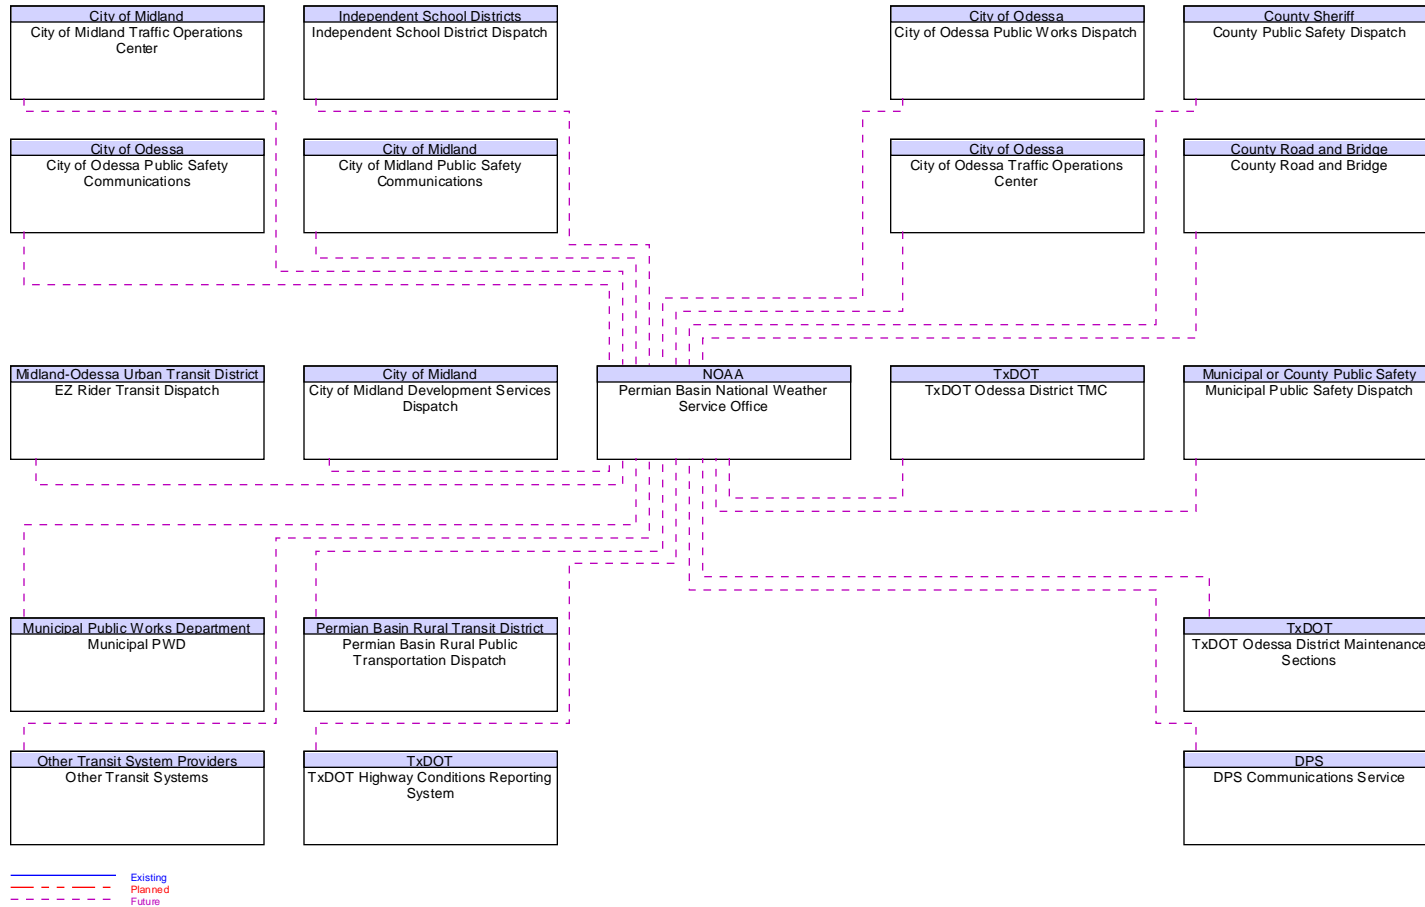 City of Midland
City of Midland Traffic Operations
Center
Independent School Districts
Independent School District Dispatch
City of Odessa
City of Odessa Public Works Dispatch
County Sheriff
County Public Safety Dispatch
City of Odessa
City of Odessa Public Safety
Communications
City of Midland
City of Midland Public Safety
Communications
City of Odessa
City of Odessa Traffic Operations
Center
County Road and Bridge
County Road and Bridge
Midland-Odessa Urban Transit District
EZ Rider Transit Dispatch
City of Midland
City of Midland Development Services
Dispatch
NOAA
Permian Basin National Weather
Service Office
TxDOT
TxDOT Odessa District TMC
Municipal or County Public Safety
Municipal Public Safety Dispatch
Municipal Public Works Department
Municipal PWD
Permian Basin Rural Transit District
Permian Basin Rural Public
Transportation Dispatch
TxDOT
TxDOT Odessa District Maintenance
Sections
Other Transit System Providers
Other Transit Systems
TxDOT
TxDOT Highway Conditions Reporting
System
DPS
DPS Communications Service
Existing
Planned
Future